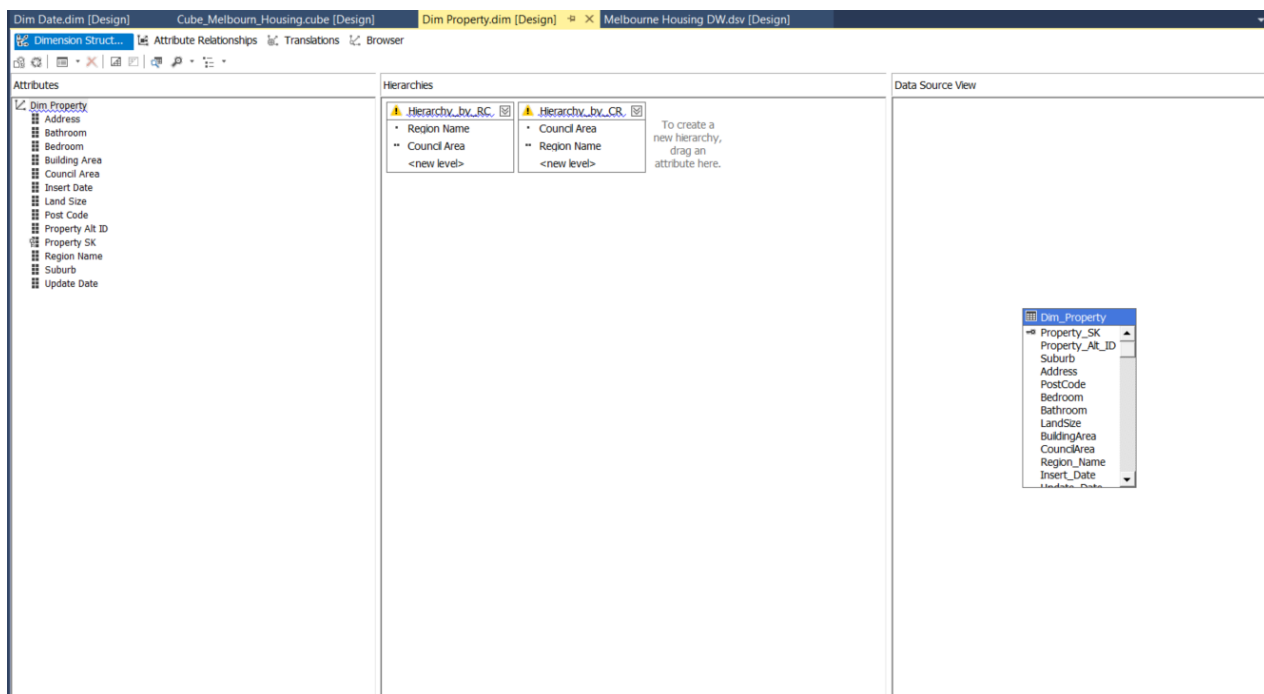 Dim Date.dim [Design]
Cube_Melbourn_Housing.cube [Design]
Dim Property.dim [Design]
Melbourne Housing DW.dsv [Design]
Dimension Struct...
Attribute Relationships
Translations
Browser
Attributes
Dim Property
Address
Bathroom
Bedroom
Building Area
Council Area
Insert Date
Land Size
Post Code
Property Alt ID
Property SK
Region Name
Suburb
Update Date
Hierarchies
Hierarchy_by_RC
Region Name
Council Area
<new level>
Hierarchy_by_CR
Council Area
Region Name
<new level>
To create a
new hierarchy,
drag an
attribute here.
Data Source View
Dim_Property
Property_SK
Property_Alt_ID
Suburb
Address
PostCode
Bedroom
Bathroom
LandSize
BuildingArea
CouncilArea
Region_Name
Insert_Date
Update_Date